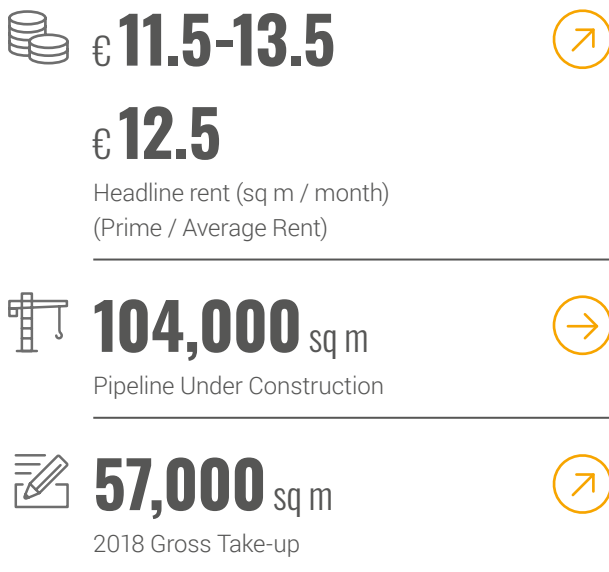 € 11.5-13.5
€ 12.5
Headline rent (sq m / month)
(Prime / Average Rent)
104,000 sq m
Pipeline Under Construction
57,000 sq m
2018 Gross Take-up